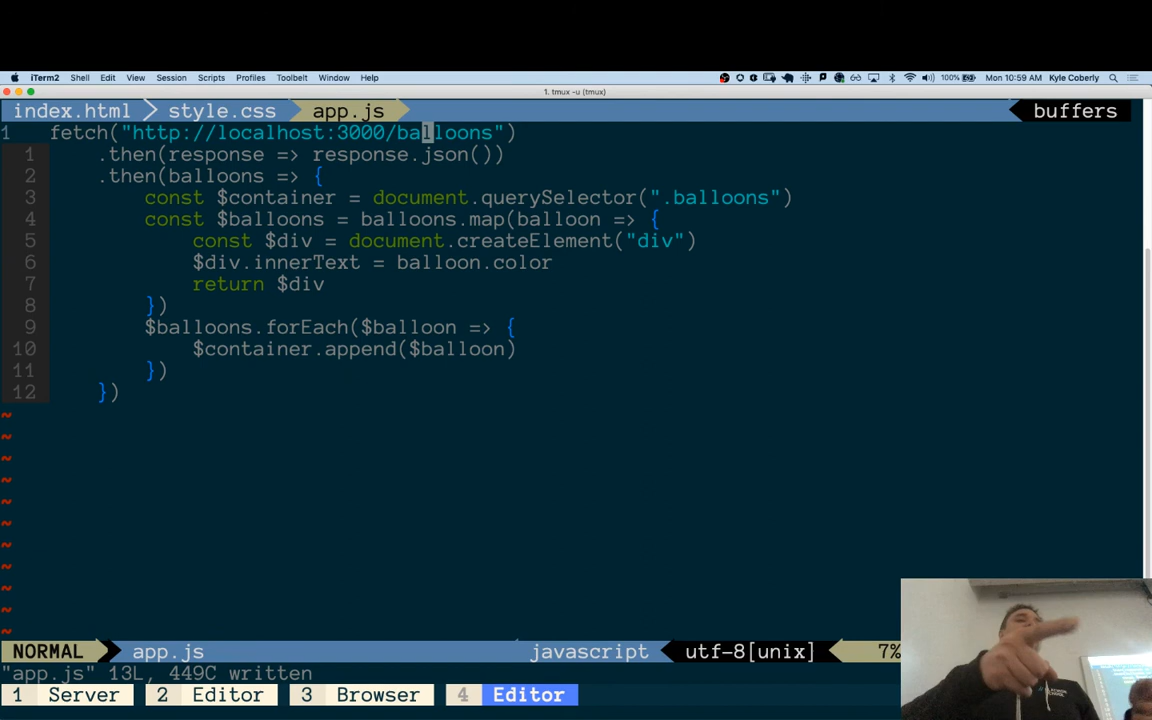 iTerm2 Shell Edit View Session Scripts Profiles Toolbelt Window Help 100% Mon 10:59 AM Kyle Coberly
1. tmux -u (tmux)
index.html style.css app.js buffers
1 fetch("http://localhost:3000/balloons")
1 .then(response => response.json())
2 .then(balloons => {
3 const $container = document.querySelector(".balloons")
4 const $balloons = balloons.map(balloon => {
5 const $div = document.createElement("div")
6 $div.innerText = balloon.color
7 return $div
8 })
9 $balloons.forEach($balloon => {
10 $container.append($balloon)
11 })
12 })
~
~
~
~
~
~
~
~
~
~
~
NORMAL app.js javascript utf-8[unix] 7%
"app.js" 13L, 449C written
1 Server 2 Editor 3 Browser 4 Editor